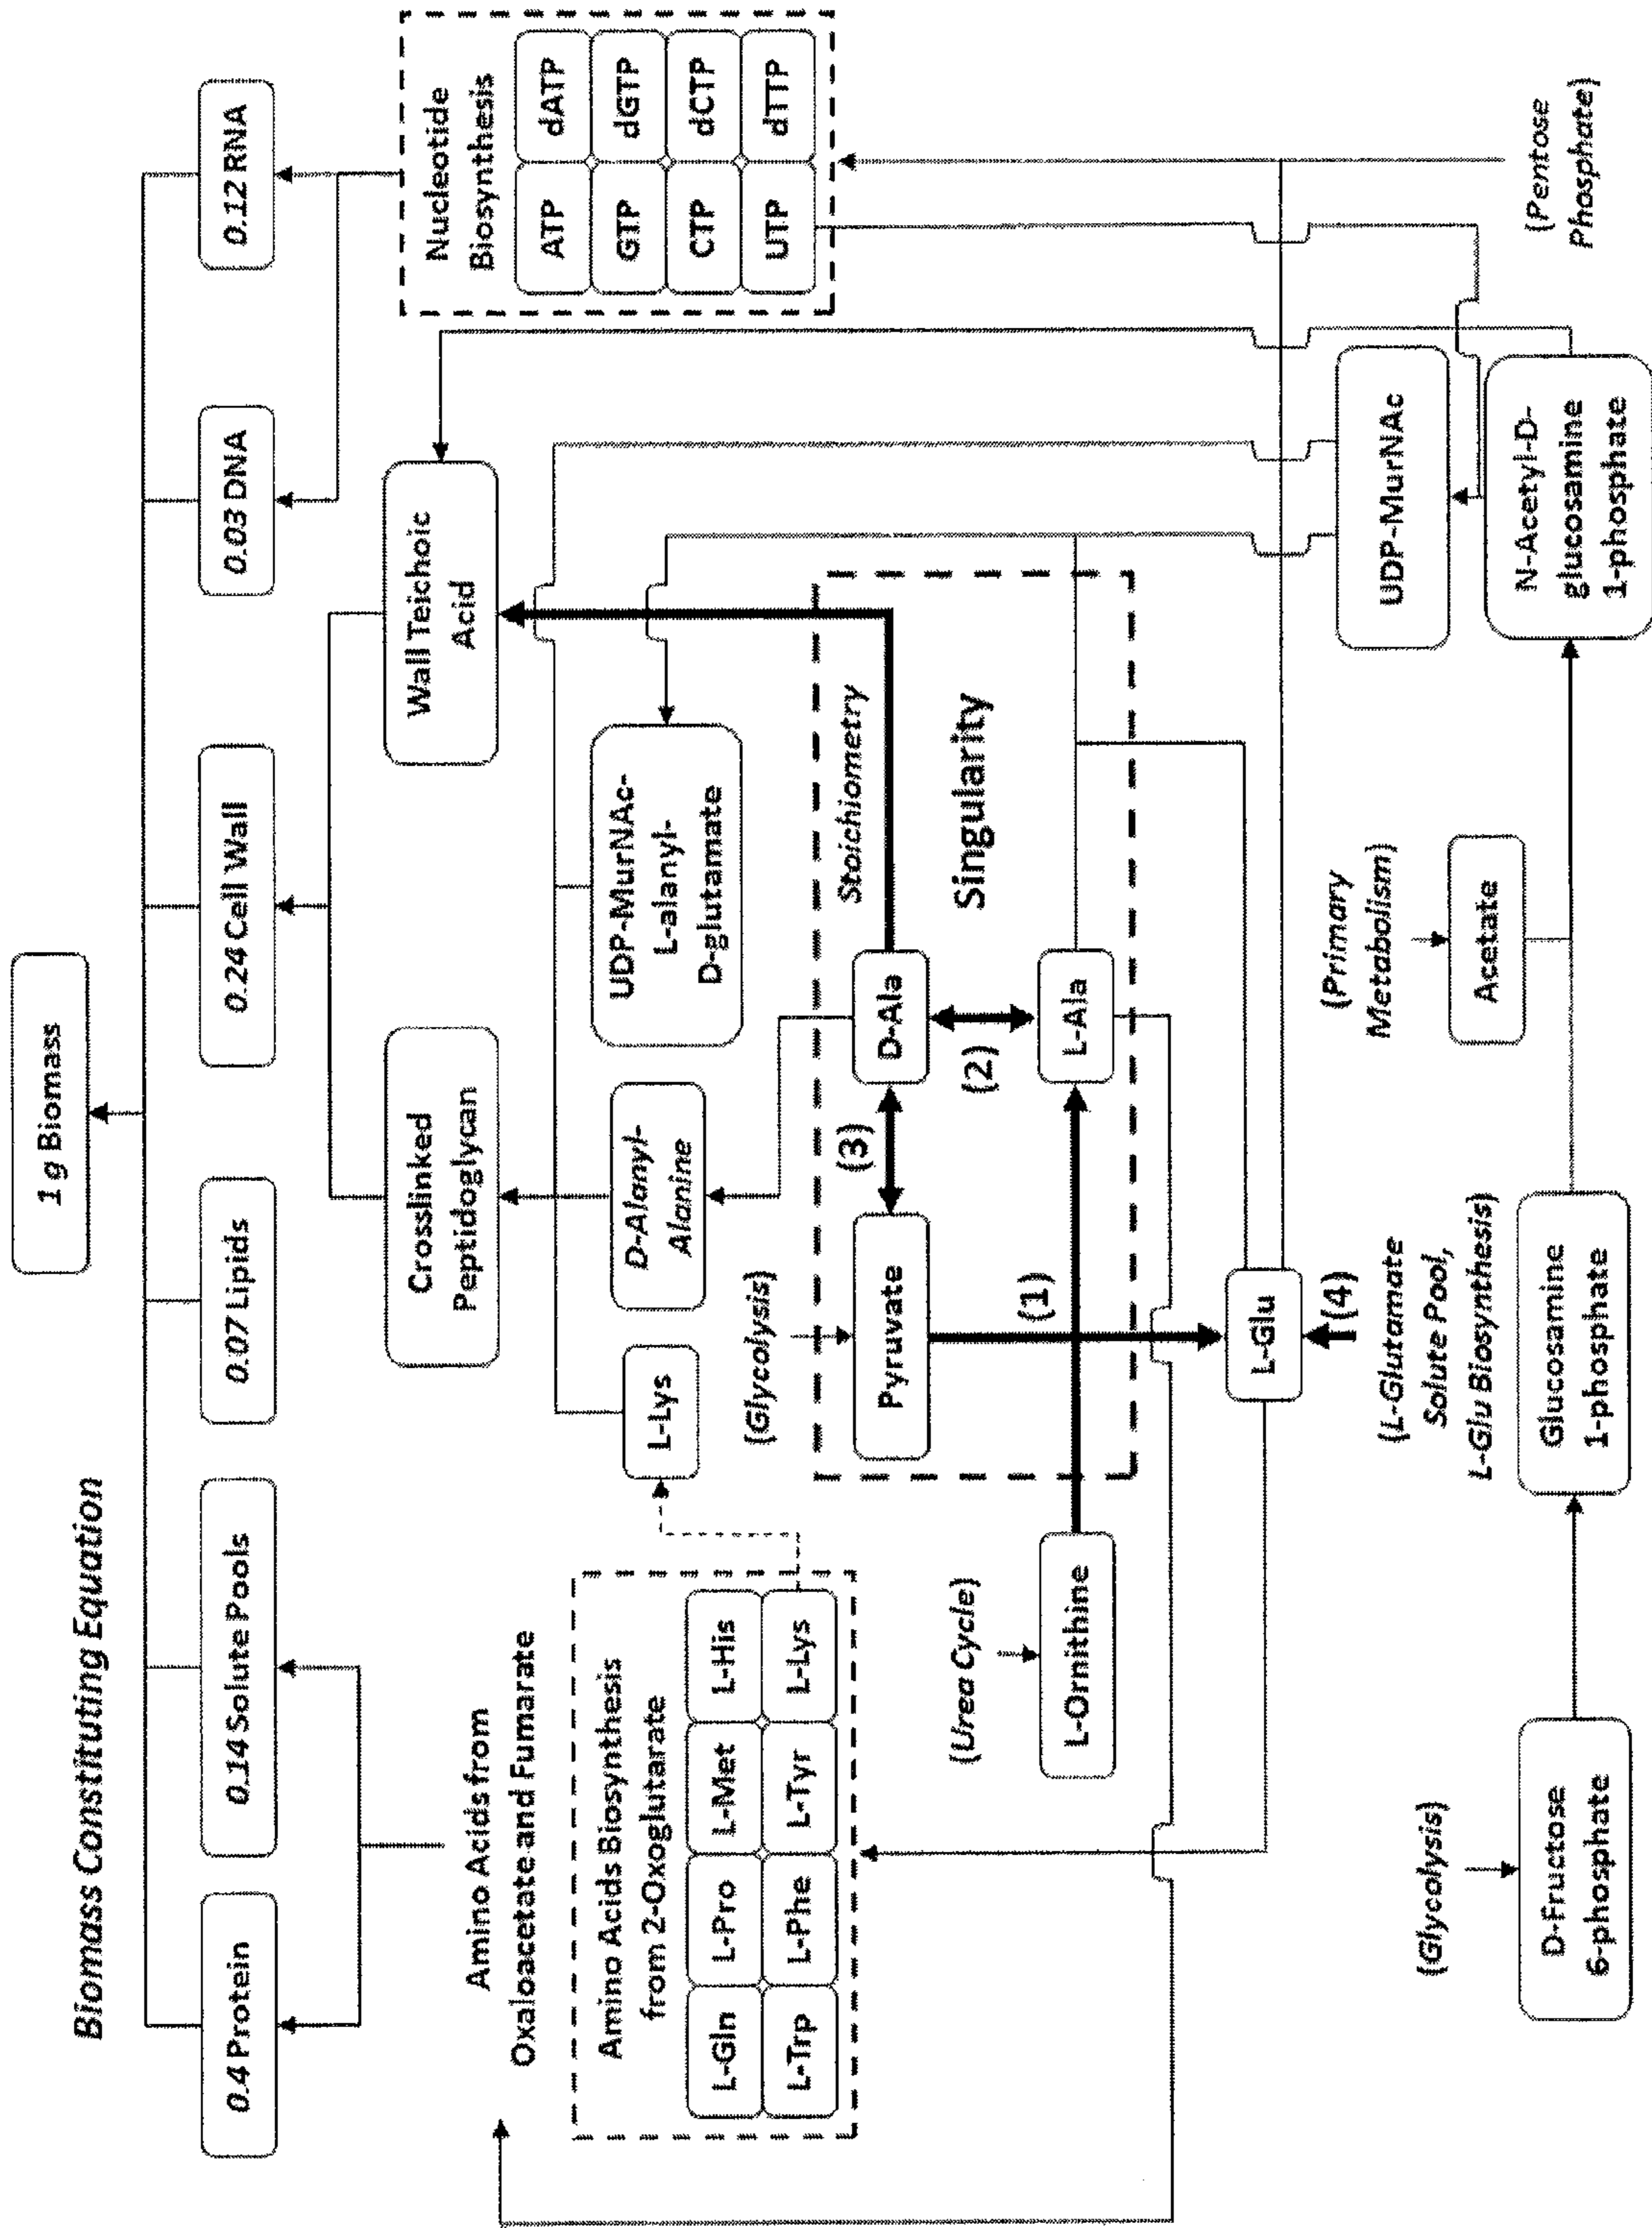 Biomass Constituting Equation
1 g Biomass
0.4 Protein
0.14 Solute Pools
0.07 Lipids
0.24 Cell Wall
0.03 DNA
0.12 RNA
Amino Acids from
Oxaloacetate and Fumarate
Amino Acids Biosynthesis
from 2-Oxoglutarate
L-Gln
L-Pro
L-Met
L-His
L-Trp
L-Phe
L-Tyr
L-Lys
Crosslinked
Peptidoglycan
Wall Teichoic
Acid
Nucleotide
Biosynthesis
ATP
dATP
GTP
dGTP
CTP
dCTP
UTP
dTTP
L-Lys
D-Alanyl-
Alanine
UDP-MurNAc-
L-alanyl-
D-glutamate
(Glycolysis)
Pyruvate
(3)
D-Ala
Stoichiometry
Singularity
(2)
(1)
L-Ala
(Urea Cycle)
L-Ornithine
L-Glu
(4)
(L-Glutamate
Solute Pool,
L-Glu Biosynthesis)
(Primary
Metabolism)
Acetate
UDP-MurNAc
(Pentose
Phosphate)
(Glycolysis)
D-Fructose
6-phosphate
Glucosamine
1-phosphate
N-Acetyl-D-
glucosamine
1-phosphate